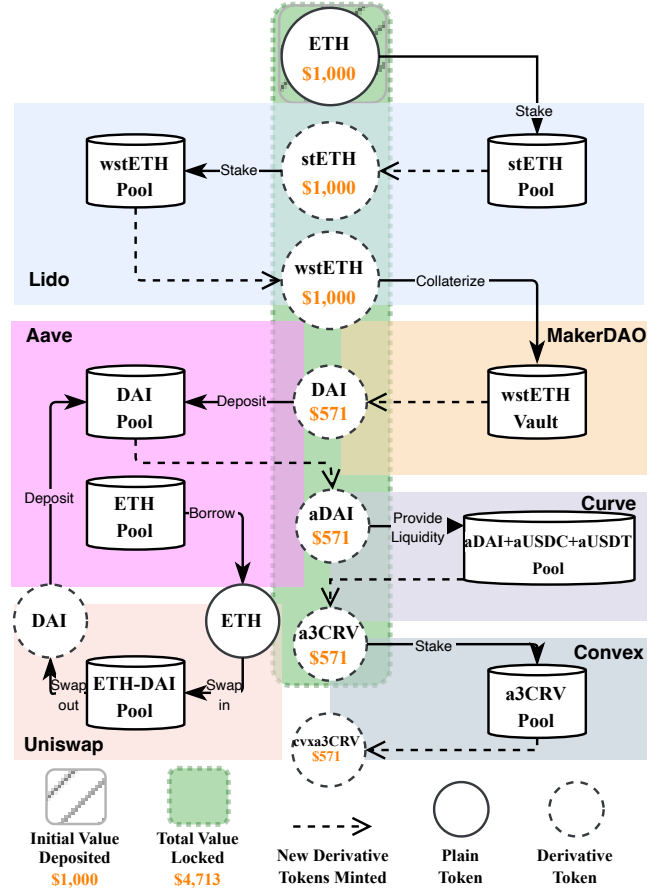 ETH
$1,000
Stake
wstETH
Pool
Stake
stETH
$1,000
stETH
Pool
wstETH
$1,000
Collaterize
Lido
Aave
MakerDAO
DAI
Pool
Deposit
DAI
$571
wstETH
Vault
Deposit
ETH
Pool
Borrow
aDAI
$571
Provide
Liquidity
Curve
aDAI+aUSDC+aUSDT
Pool
DAI
ETH
a3CRV
$571
Stake
Convex
Swap
out
ETH-DAI
Pool
Swap
in
a3CRV
Pool
Uniswap
cvxa3CRV
$571
Initial Value
Deposited
$1,000
Total Value
Locked
$4,713
New Derivative
Tokens Minted
Plain
Token
Derivative
Token